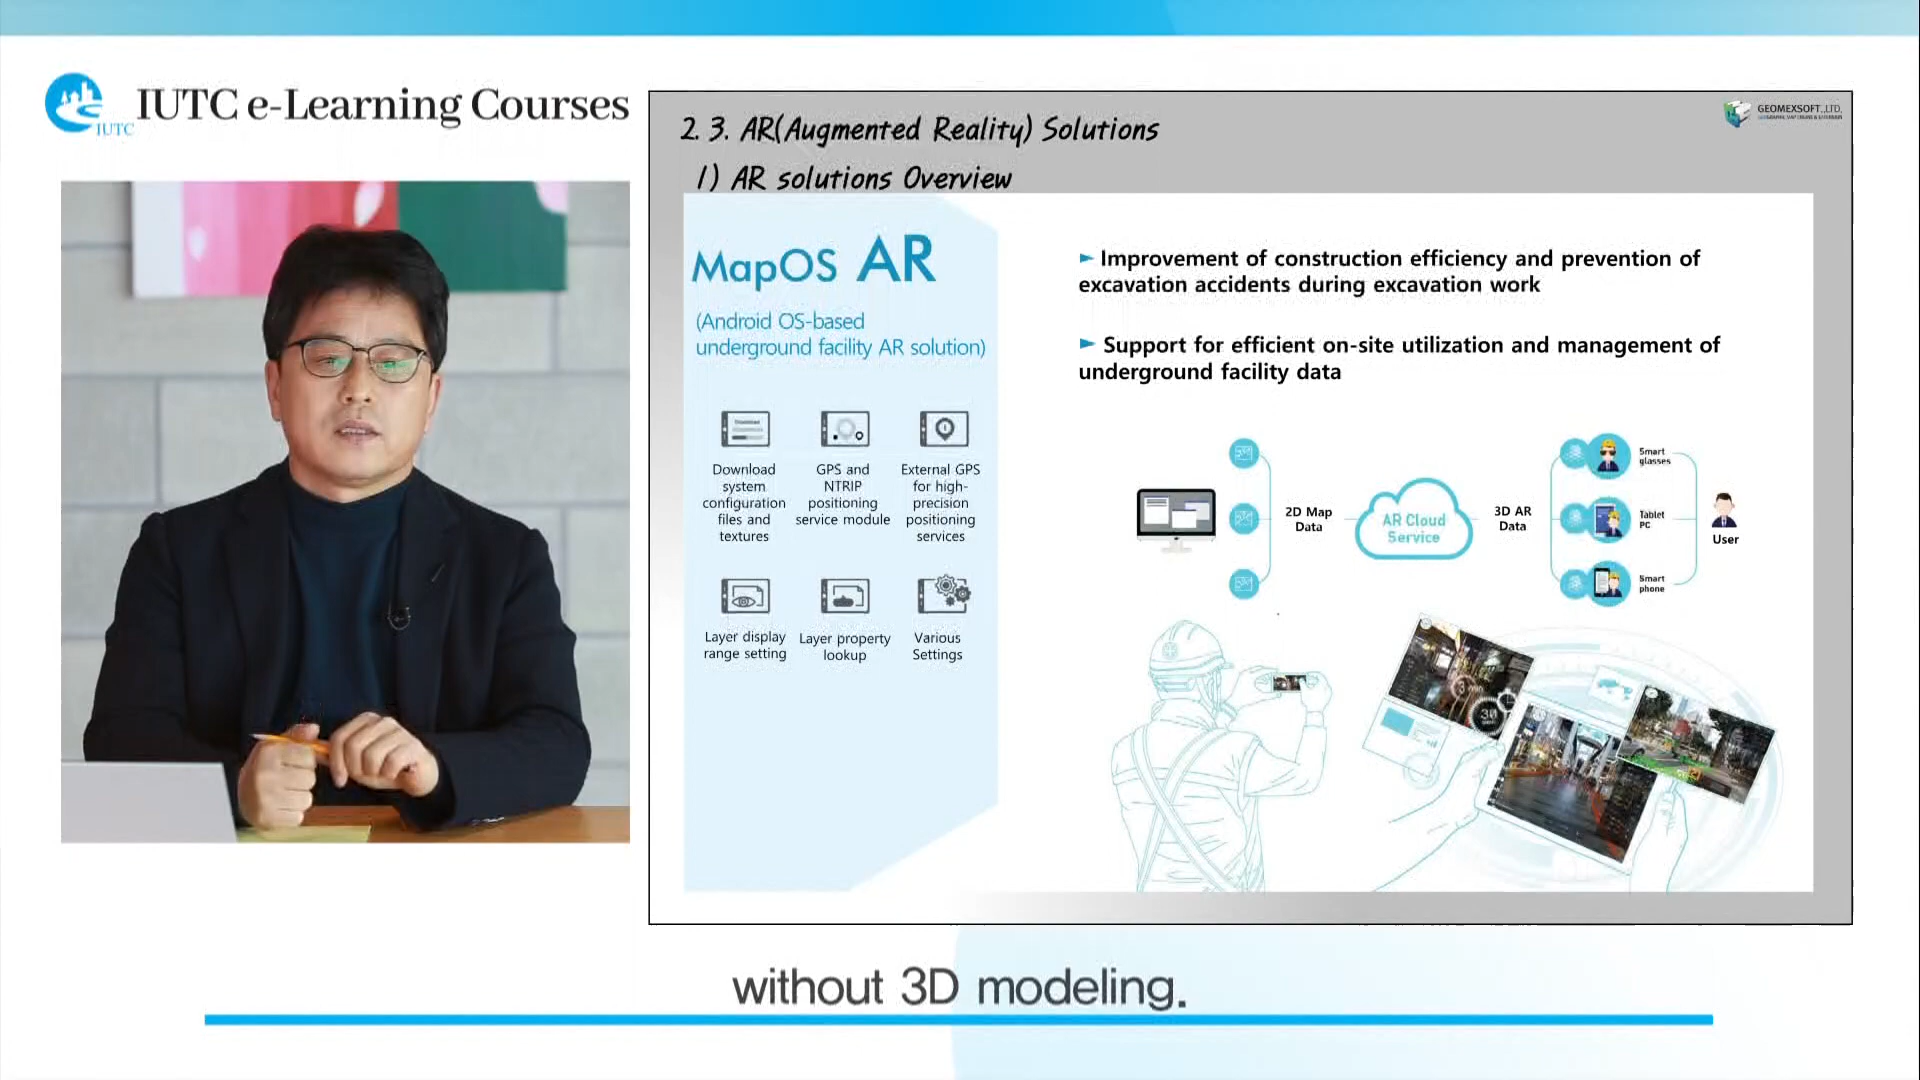 IUTC
IUTC e-Learning Courses
GEOMEXSOFT.,LTD.
2. 3. AR(Augmented Reality) Solutions
1) AR solutions Overview
MapOS AR
(Android OS-based
underground facility AR solution)
Download
system
configuration
files and
textures
GPS and
NTRIP
positioning
service module
External GPS
for high-
precision
positioning
services
Layer display
range setting
Layer property
lookup
Various
Settings
► Improvement of construction efficiency and prevention of
excavation accidents during excavation work
► Support for efficient on-site utilization and management of
underground facility data
2D Map
Data
AR Cloud
Service
3D AR
Data
Smart
glasses
Tablet
PC
Smart
phone
User
without 3D modeling.